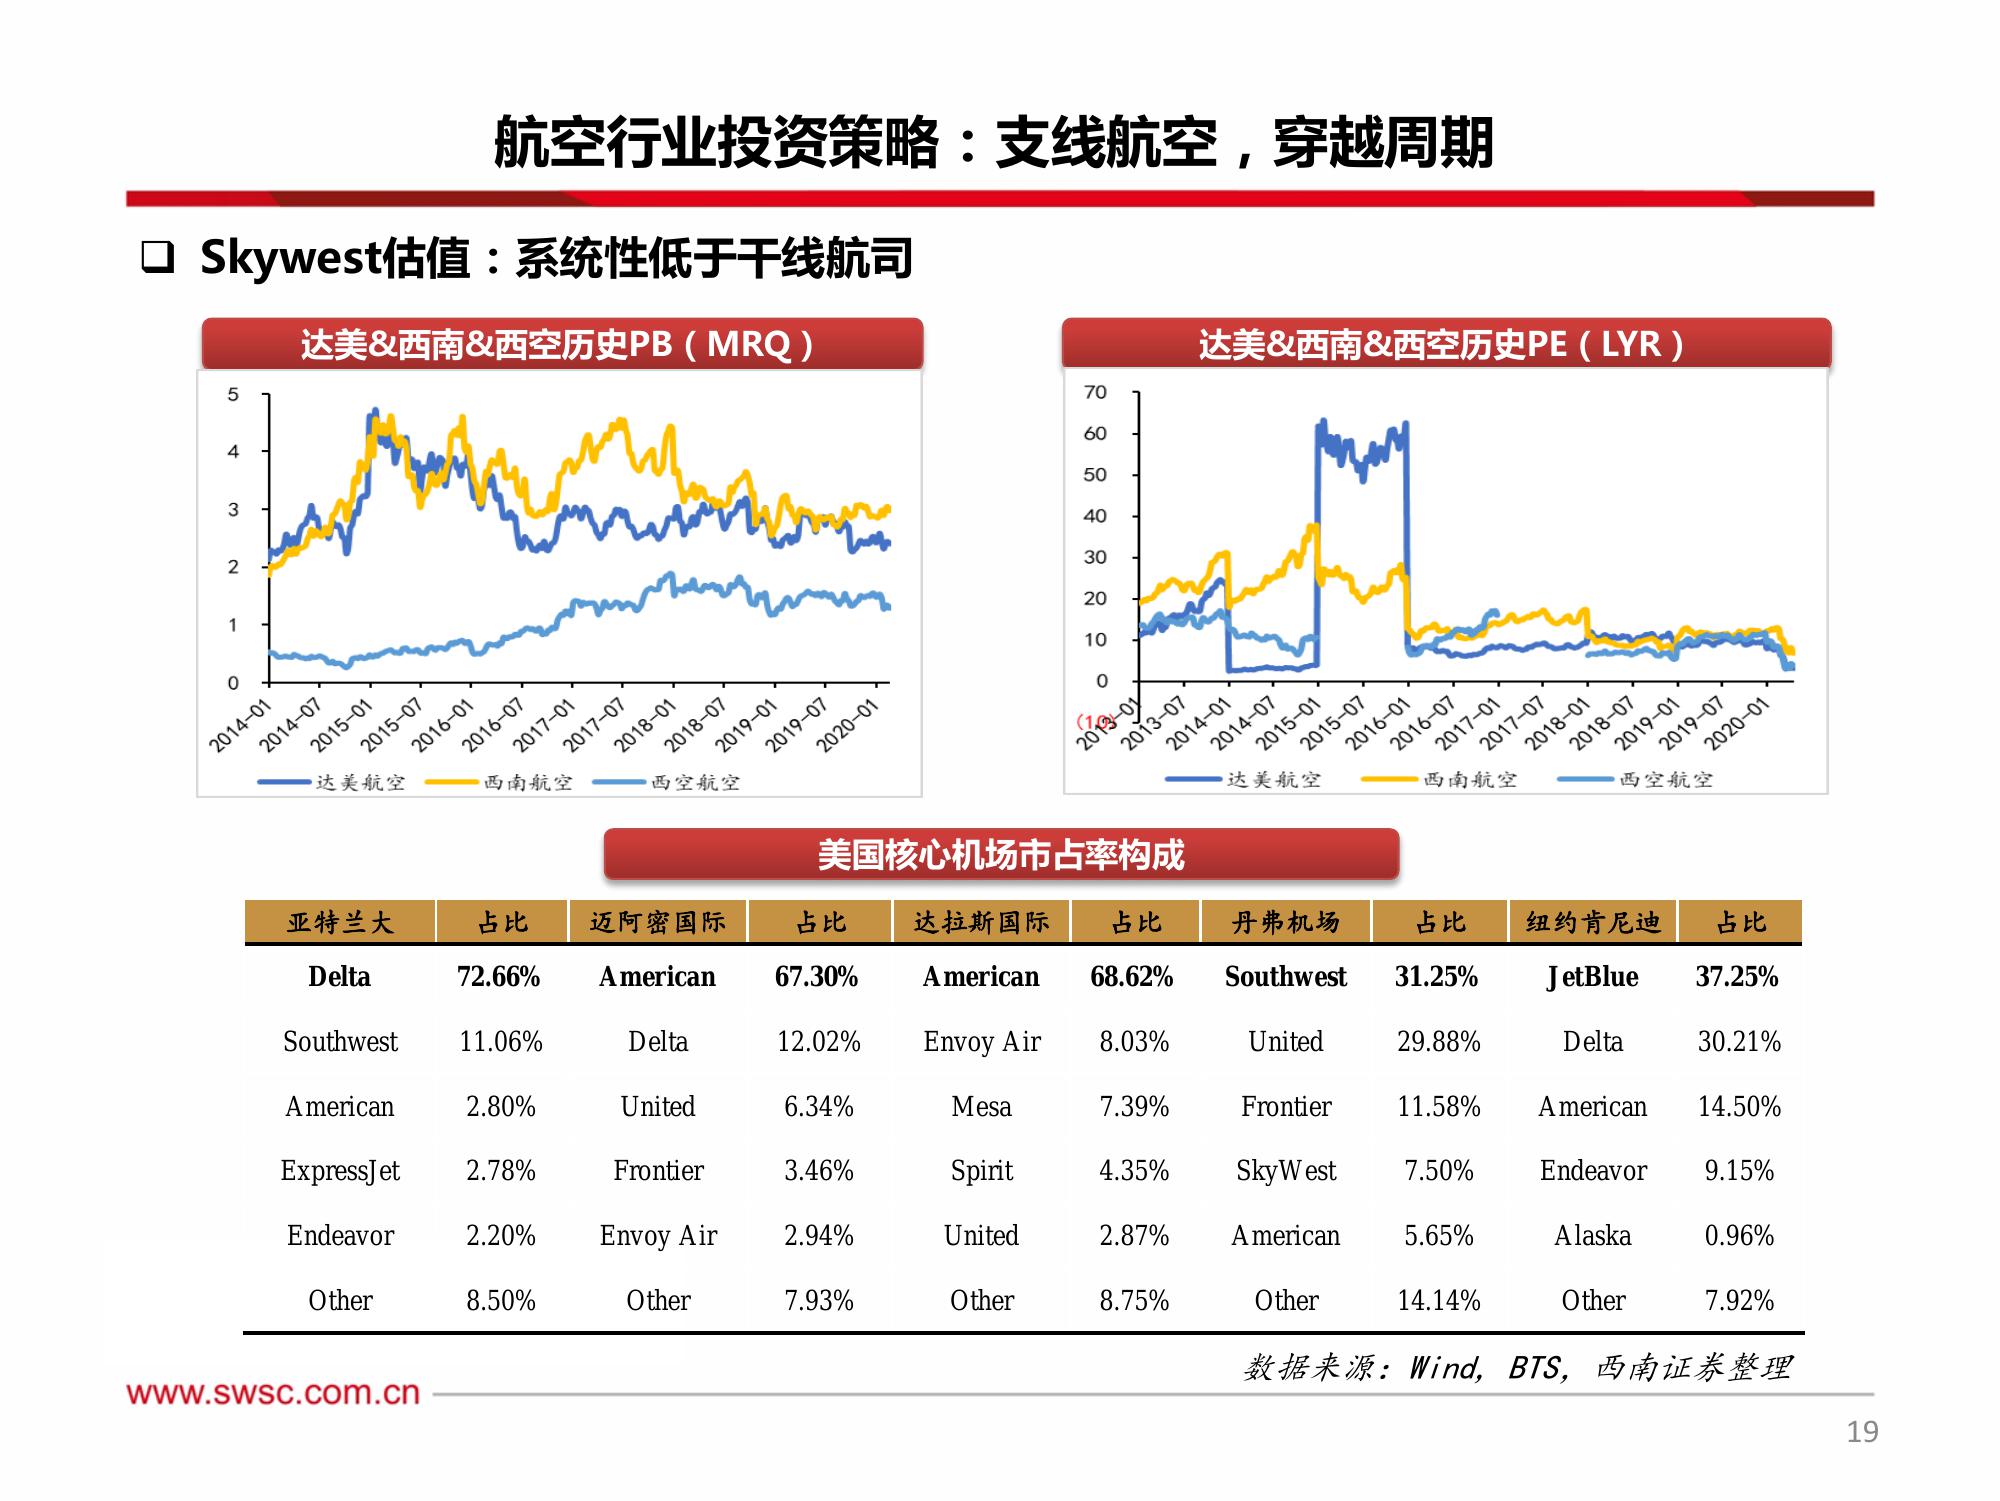 航空行业投资策略：支线航空，穿越周期
❑ Skywest估值：系统性低于干线航司
达美&西南&西空历史PB（MRQ）
5
4
3
2
1
0
2014-01 2014-07 2015-01 2015-07 2016-01 2016-07 2017-01 2017-07 2018-01 2018-07 2019-01 2019-07 2020-01
达美航空 西南航空 西空航空
达美&西南&西空历史PE（LYR）
70
60
50
40
30
20
10
0
(10)
2013-01 2013-07 2014-01 2014-07 2015-01 2015-07 2016-01 2016-07 2017-01 2017-07 2018-01 2018-07 2019-01 2019-07 2020-01
达美航空 西南航空 西空航空
美国核心机场市占率构成
亚特兰大 占比 迈阿密国际 占比 达拉斯国际 占比 丹弗机场 占比 纽约肯尼迪 占比
Delta 72.66% American 67.30% American 68.62% Southwest 31.25% JetBlue 37.25%
Southwest 11.06% Delta 12.02% Envoy Air 8.03% United 29.88% Delta 30.21%
American 2.80% United 6.34% Mesa 7.39% Frontier 11.58% American 14.50%
ExpressJet 2.78% Frontier 3.46% Spirit 4.35% SkyWest 7.50% Endeavor 9.15%
Endeavor 2.20% Envoy Air 2.94% United 2.87% American 5.65% Alaska 0.96%
Other 8.50% Other 7.93% Other 8.75% Other 14.14% Other 7.92%
数据来源：Wind, BTS, 西南证券整理
www.swsc.com.cn
19